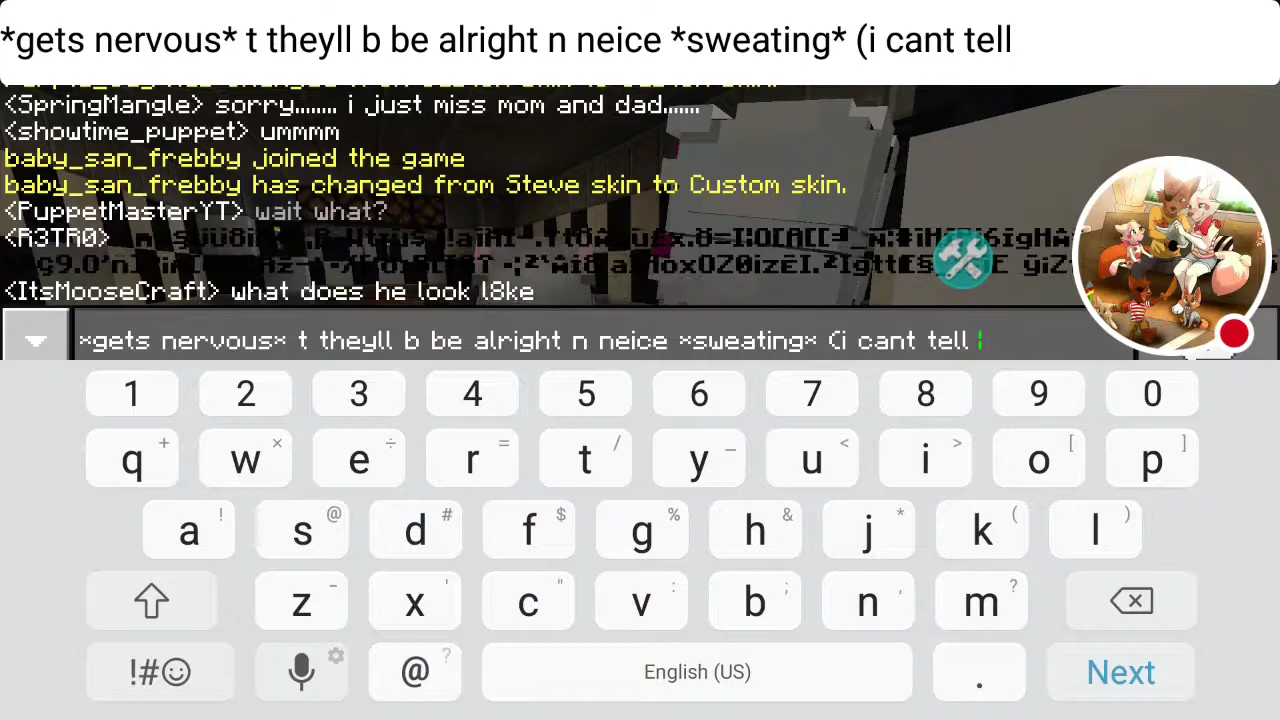 *gets nervous* t theyll b be alright n neice *sweating* (i cant tell
<SpringMangle> sorry....... i just miss mom and dad.......
<showtime_puppet> ummmm
baby_san_frebby joined the game
baby_san_frebby has changed from Steve skin to Custom skin.
<PuppetMasterYT> wait what?
<R3TR0>
<ItsMooseCraft> what does he look l8ke
*gets nervous* t theyll b be alright n neice *sweating* (i cant tell
1 2 3 4 5 6 7 8 9 0
q + w × e ÷ r = t / y _ u < i > o [ p ]
a ! s @ d # f $ g % h & j * k ( l )
z - x ' c " v : b ; n , m ?
!#☺ @ ? English (US) . Next